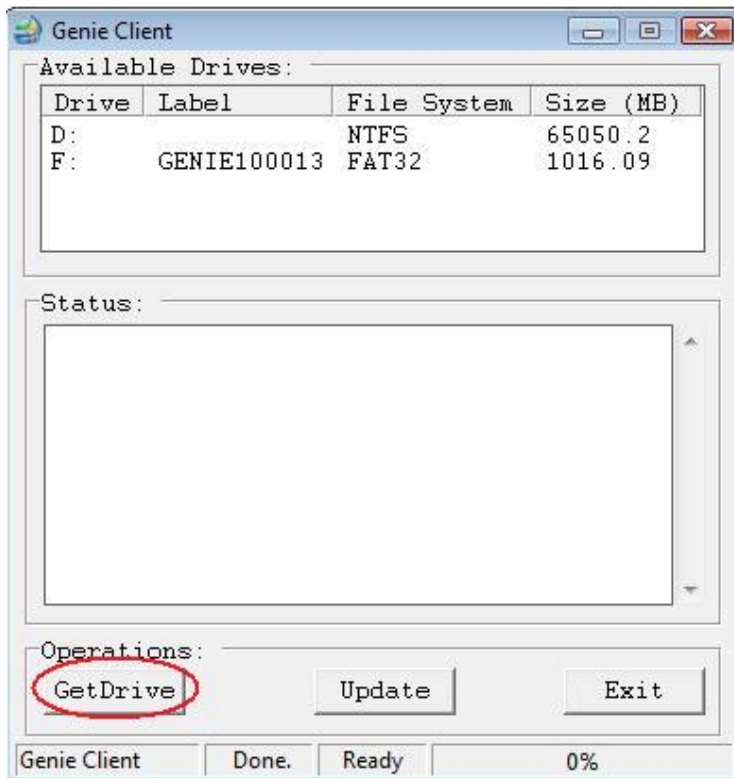 Genie Client
Available Drives:
Drive Label File System Size (MB)
D: NTFS 65050.2
F: GENIE100013 FAT32 1016.09
Status:
Operations:
GetDrive Update Exit
Genie Client Done. Ready 0%